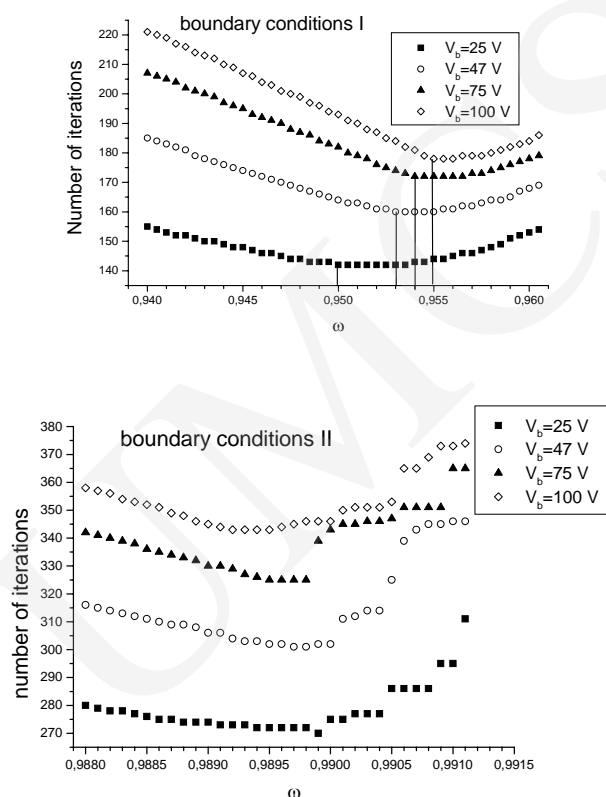 boundary conditions I
V_b=25 V
V_b=47 V
V_b=75 V
V_b=100 V
Number of iterations
220
210
200
190
180
170
160
150
140
0,940
0,945
0,950
0,955
0,960
ω
boundary conditions II
V_b=25 V
V_b=47 V
V_b=75 V
V_b=100 V
number of iterations
380
370
360
350
340
330
320
310
300
290
280
270
0,9880
0,9885
0,9890
0,9895
0,9900
0,9905
0,9910
0,9915
ω
UMCS